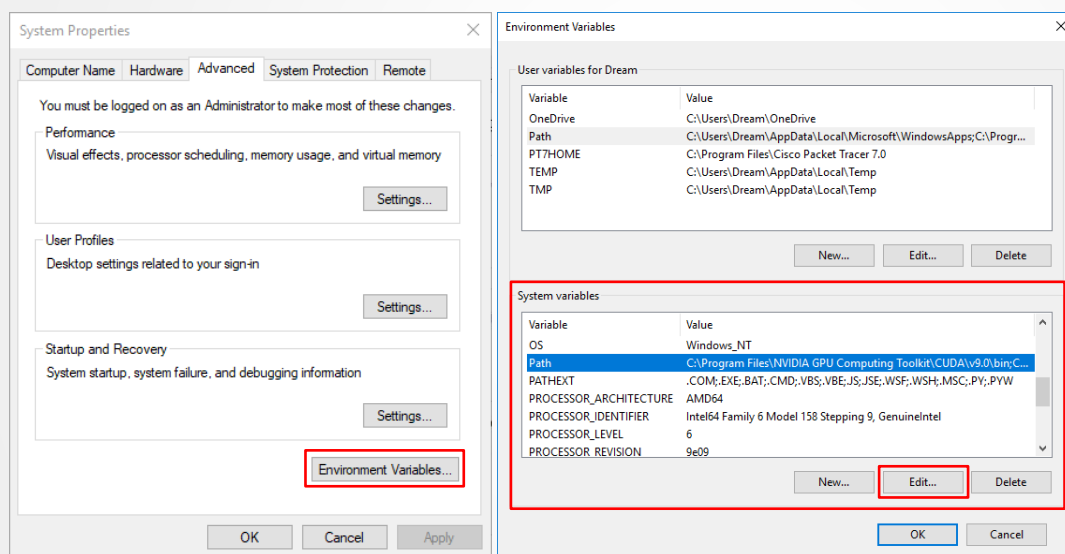 System Properties
Computer Name Hardware Advanced System Protection Remote
You must be logged on as an Administrator to make most of these changes.
Performance
Visual effects, processor scheduling, memory usage, and virtual memory
Settings...
User Profiles
Desktop settings related to your sign-in
Settings...
Startup and Recovery
System startup, system failure, and debugging information
Settings...
Environment Variables...
OK Cancel Apply
Environment Variables
User variables for Dream
Variable Value
OneDrive C:\Users\Dream\OneDrive
Path C:\Users\Dream\AppData\Local\Microsoft\WindowsApps;C:\Progr...
PT7HOME C:\Program Files\Cisco Packet Tracer 7.0
TEMP C:\Users\Dream\AppData\Local\Temp
TMP C:\Users\Dream\AppData\Local\Temp
New... Edit... Delete
System variables
Variable Value
OS Windows_NT
Path C:\Program Files\NVIDIA GPU Computing Toolkit\CUDA\v9.0\bin;C...
PATHEXT .COM;.EXE;.BAT;.CMD;.VBS;.VBE;.JS;.JSE;.WSF;.WSH;.MSC;.PY;.PYW
PROCESSOR_ARCHITECTURE AMD64
PROCESSOR_IDENTIFIER Intel64 Family 6 Model 158 Stepping 9, GenuineIntel
PROCESSOR_LEVEL 6
PROCESSOR_REVISION 9e09
New... Edit... Delete
OK Cancel